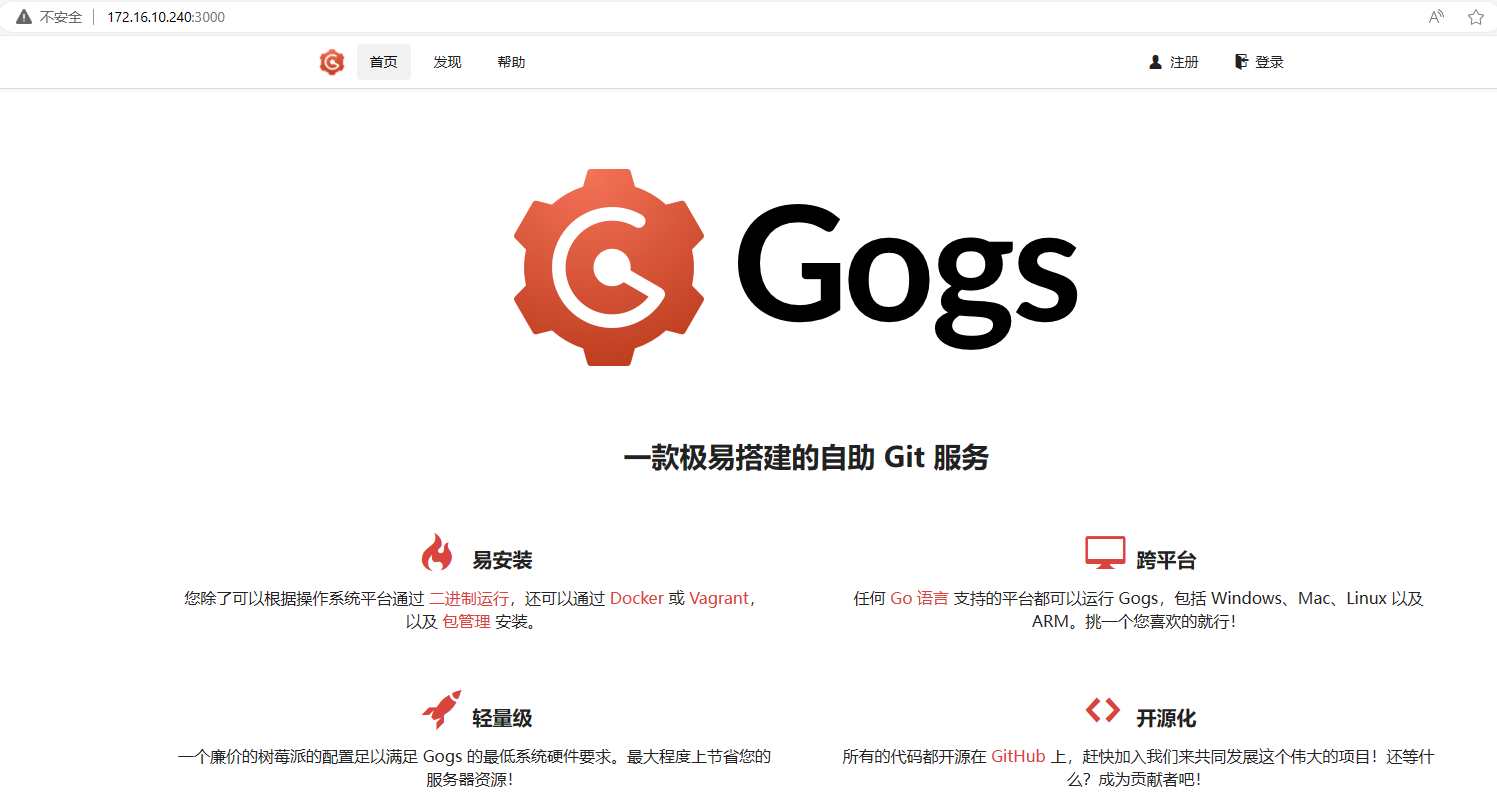 不安全 172.16.10.240:3000
首页 发现 帮助 注册 登录
Gogs
一款极易搭建的自助 Git 服务
易安装
您除了可以根据操作系统平台通过 二进制运行，还可以通过 Docker 或 Vagrant，
以及 包管理 安装。
跨平台
任何 Go 语言 支持的平台都可以运行 Gogs，包括 Windows、Mac、Linux 以及
ARM。挑一个您喜欢的就行！
轻量级
一个廉价的树莓派的配置足以满足 Gogs 的最低系统硬件要求。最大程度上节省您的
服务器资源！
开源化
所有的代码都开源在 GitHub 上，赶快加入我们来共同发展这个伟大的项目！还等什
么？成为贡献者吧！